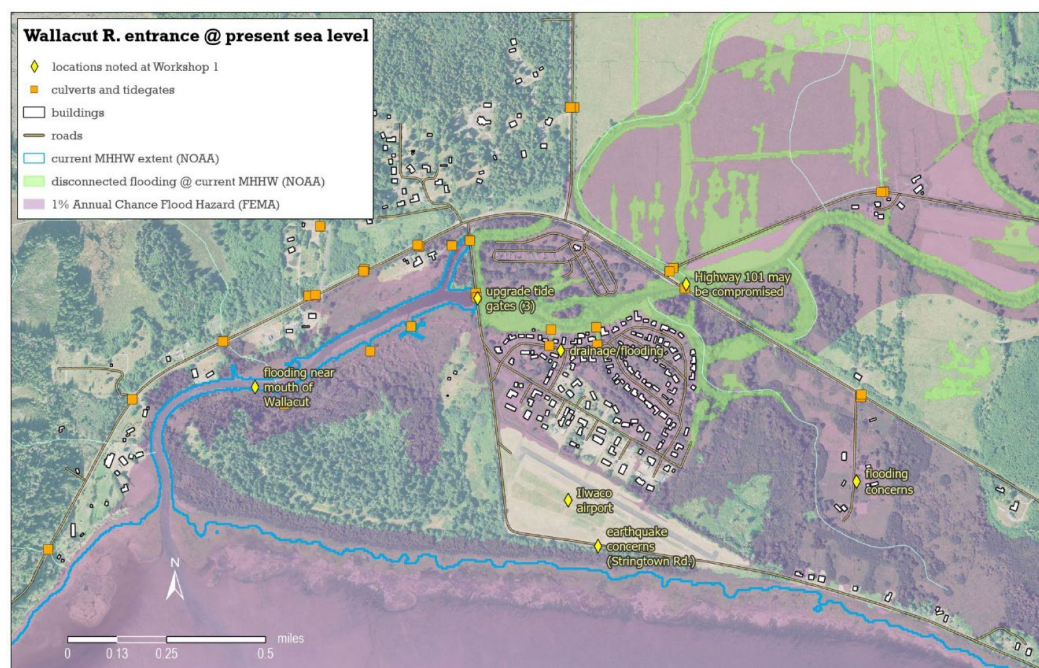 Wallacut R. entrance @ present sea level
locations noted at Workshop 1
culverts and tidegates
buildings
roads
current MHHW extent (NOAA)
disconnected flooding @ current MHHW (NOAA)
1% Annual Chance Flood Hazard (FEMA)
Highway 101 may
be compromised
upgrade tide
gates (3)
drainage/flooding
flooding near
mouth of
Wallacut
flooding
concerns
Ilwaco
airport
earthquake
concerns
(Stringtown Rd.)
N
miles
0 0.13 0.25 0.5